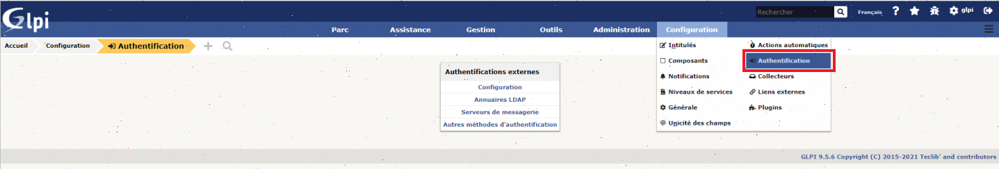 Glpi
Rechercher Français ? glpi
Parc Assistance Gestion Outils Administration Configuration
Accueil Configuration Authentification
Authentifications externes
Configuration
Annuaires LDAP
Serveurs de messagerie
Autres méthodes d'authentification
Intitulés Actions automatiques
Composants Authentification
Notifications Collecteurs
Niveaux de services Liens externes
Générale Plugins
Unicité des champs
GLPI 9.5.6 Copyright (C) 2015-2021 Teclib' and contributors